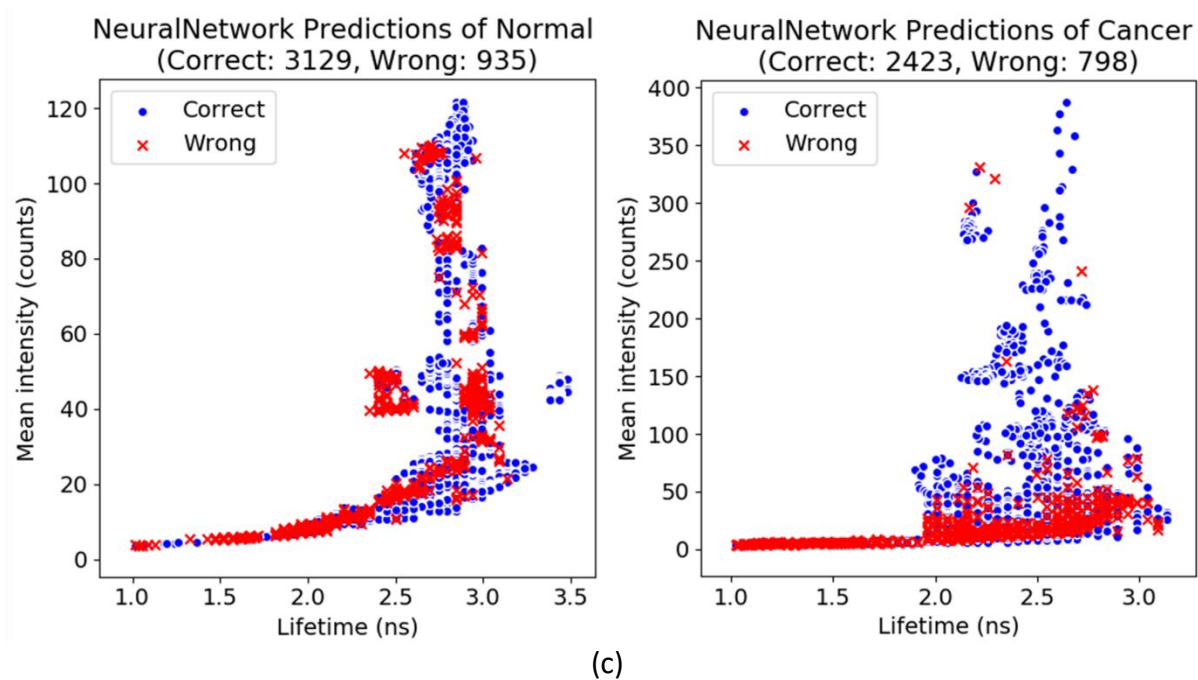 NeuralNetwork Predictions of Normal
(Correct: 3129, Wrong: 935)
Correct
Wrong
120
100
80
60
40
20
0
Mean intensity (counts)
1.0 1.5 2.0 2.5 3.0 3.5
Lifetime (ns)
NeuralNetwork Predictions of Cancer
(Correct: 2423, Wrong: 798)
Correct
Wrong
400
350
300
250
200
150
100
50
0
Mean intensity (counts)
1.0 1.5 2.0 2.5 3.0
Lifetime (ns)
(c)